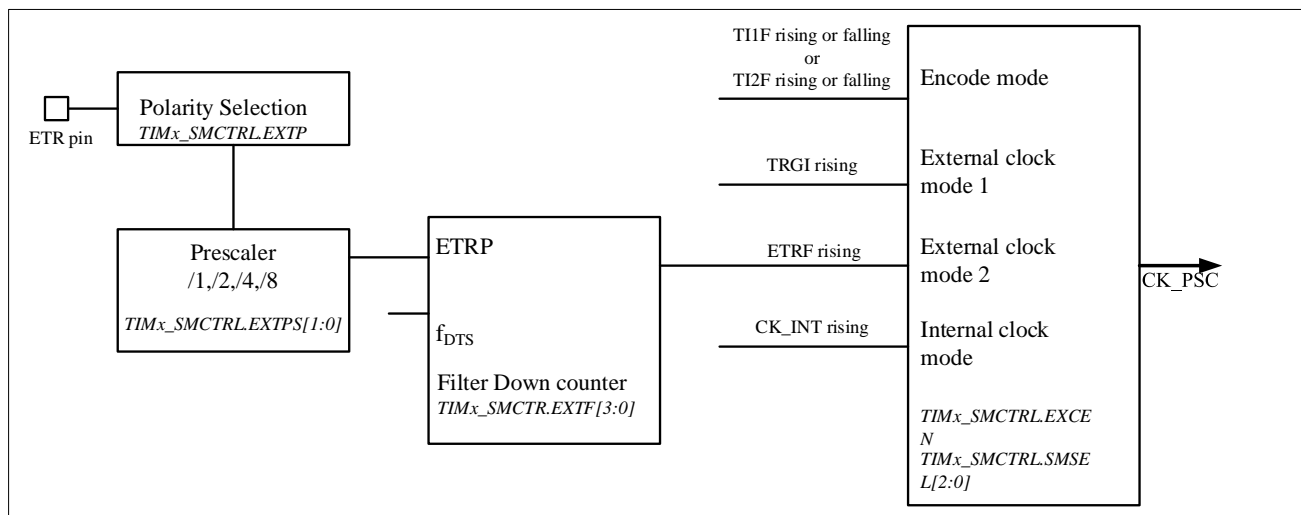 TI1F rising or falling
or
TI2F rising or falling
Encode mode
Polarity Selection
TIMx_SMCTRL.EXTP
ETR pin
TRGI rising
External clock
mode 1
Prescaler
/1,/2,/4,/8
TIMx_SMCTRL.EXTPS[1:0]
ETRP
fDTS
Filter Down counter
TIMx_SMCTR.EXTF[3:0]
ETRF rising
External clock
mode 2
CK_PSC
CK_INT rising
Internal clock
mode
TIMx_SMCTRL.EXCE
N
TIMx_SMCTRL.SMSE
L[2:0]